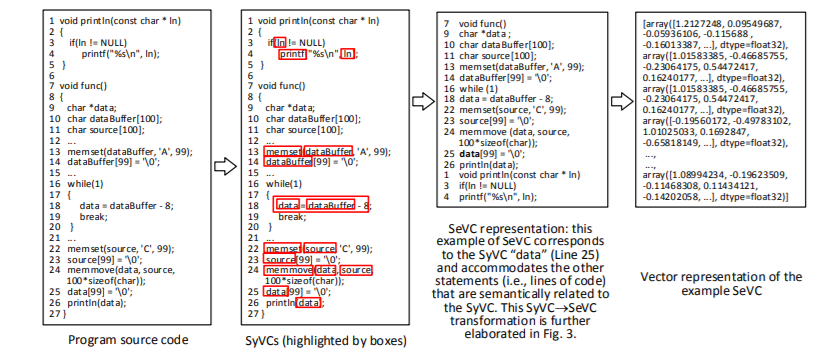 1 void println(const char * ln)
2 {
3 if(ln != NULL)
4 printf("%s\n", ln);
5 }
6
7 void func()
8 {
9 char *data;
10 char dataBuffer[100];
11 char source[100];
12 ...
13 memset(dataBuffer, 'A', 99);
14 dataBuffer[99] = '\0';
15 ...
16 while(1)
17 {
18 data = dataBuffer - 8;
19 break;
20 }
21 ...
22 memset(source, 'C', 99);
23 source[99] = '\0';
24 memmove(data, source,
100*sizeof(char));
25 data[99] = '\0';
26 println(data);
27 }
Program source code
1 void println(const char * ln)
2 {
3 if(ln != NULL)
4 printf("%s\n", ln);
5 }
6
7 void func()
8 {
9 char *data;
10 char dataBuffer[100];
11 char source[100];
12 ...
13 memset(dataBuffer, 'A', 99);
14 dataBuffer[99] = '\0';
15 ...
16 while(1)
17 {
18 data = dataBuffer - 8;
19 break;
20 }
21 ...
22 memset(source, 'C', 99);
23 source[99] = '\0';
24 memmove(data, source,
100*sizeof(char));
25 data[99] = '\0';
26 println(data);
27 }
SyVCs (highlighted by boxes)
7 void func()
9 char *data ;
10 char dataBuffer[100];
11 char source[100];
13 memset(dataBuffer, 'A', 99);
14 dataBuffer[99] = '\0';
16 while (1)
18 data = dataBuffer - 8;
22 memset(source, 'C', 99);
23 source[99] = '\0';
24 memmove (data, source,
100*sizeof(char));
25 data[99] = '\0';
26 println(data);
1 void println(const char * ln)
3 if(ln != NULL)
4 printf("%s\n", ln);
SeVC representation: this
example of SeVC corresponds
to the SyVC “data” (Line 25)
and accommodates the other
statements (i.e., lines of code)
that are semantically related to
the SyVC. This SyVC→SeVC
transformation is further
elaborated in Fig. 3.
[array([1.2127248, 0.09549687,
-0.05936106, -0.115688 ,
-0.16013387, ...], dtype=float32),
array([1.01583385, -0.46685755,
-0.23064175, 0.54472417,
0.16240177, ...], dtype=float32),
array([1.01583385, -0.46685755,
-0.23064175, 0.54472417,
0.16240177, ...], dtype=float32),
array([-0.19560172, -0.49783102,
1.01025033, 0.1692847,
-0.65818149, ...], dtype=float32),
...,
...,
array([1.08994234, -0.19623509,
-0.11468308, 0.11434121,
-0.14202058, ...], dtype=float32)]
Vector representation of the
example SeVC